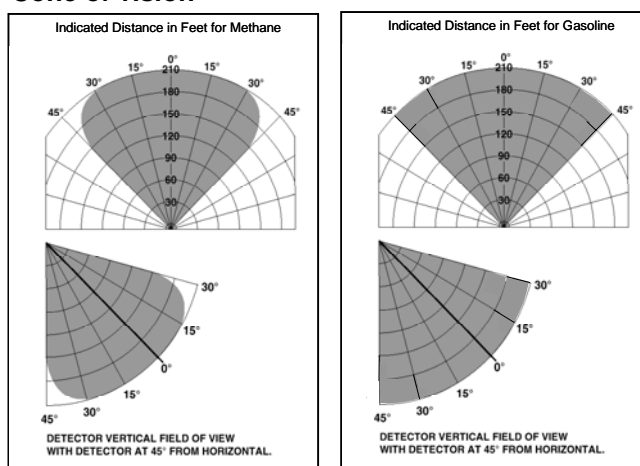 Indicated Distance in Feet for Methane
0°
15° 210 15°
30° 180 30°
45° 150 45°
120
90
60
30
30°
15°
0°
15°
30°
45°
DETECTOR VERTICAL FIELD OF VIEW
WITH DETECTOR AT 45° FROM HORIZONTAL.
Indicated Distance in Feet for Gasoline
0°
15° 210 15°
30° 180 30°
45° 150 45°
120
90
60
30
30°
15°
0°
15°
30°
45°
DETECTOR VERTICAL FIELD OF VIEW
WITH DETECTOR AT 45° FROM HORIZONTAL.